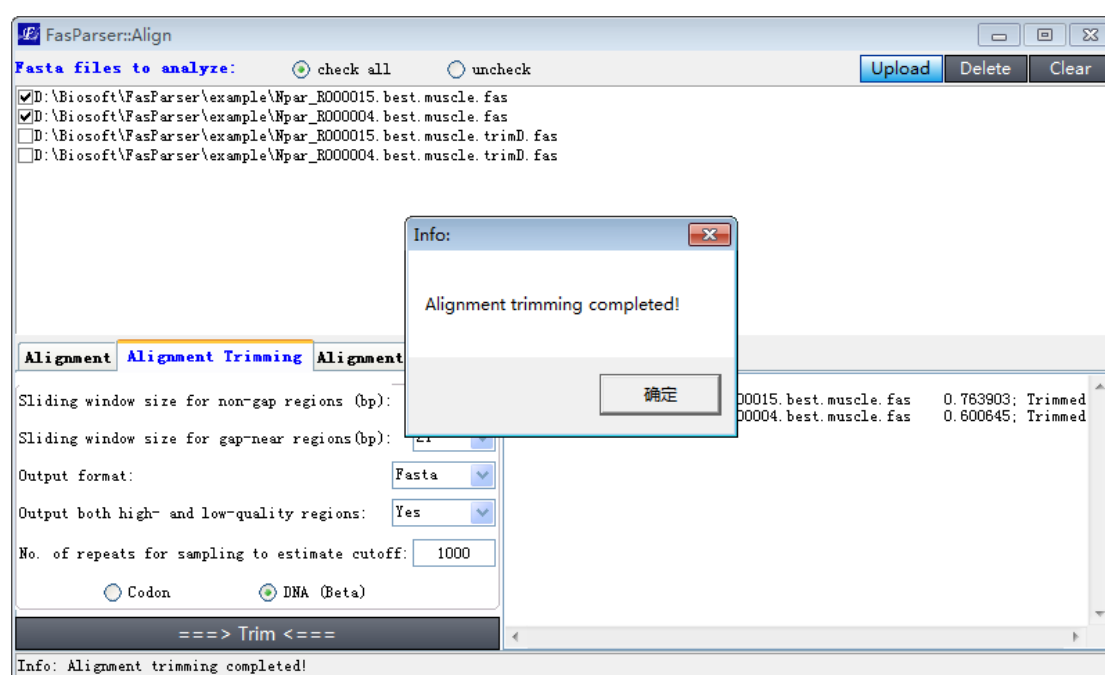 FasParser::Align
Fasta files to analyze: check all uncheck Upload Delete Clear
D:\Biosoft\FasParser\example\Npar_R000015.best.muscle.fas
D:\Biosoft\FasParser\example\Npar_R000004.best.muscle.fas
D:\Biosoft\FasParser\example\Npar_R000015.best.muscle.trimD.fas
D:\Biosoft\FasParser\example\Npar_R000004.best.muscle.trimD.fas
Info:
Alignment trimming completed!
确定
Alignment Alignment Trimming Alignment
Sliding window size for non-gap regions (bp):
00015.best.muscle.fas 0.763903; Trimmed
00004.best.muscle.fas 0.600645; Trimmed
Sliding window size for gap-near regions(bp):
Output format: Fasta
Output both high- and low-quality regions: Yes
No. of repeats for sampling to estimate cutoff: 1000
Codon DNA (Beta)
===> Trim <===
Info: Alignment trimming completed!